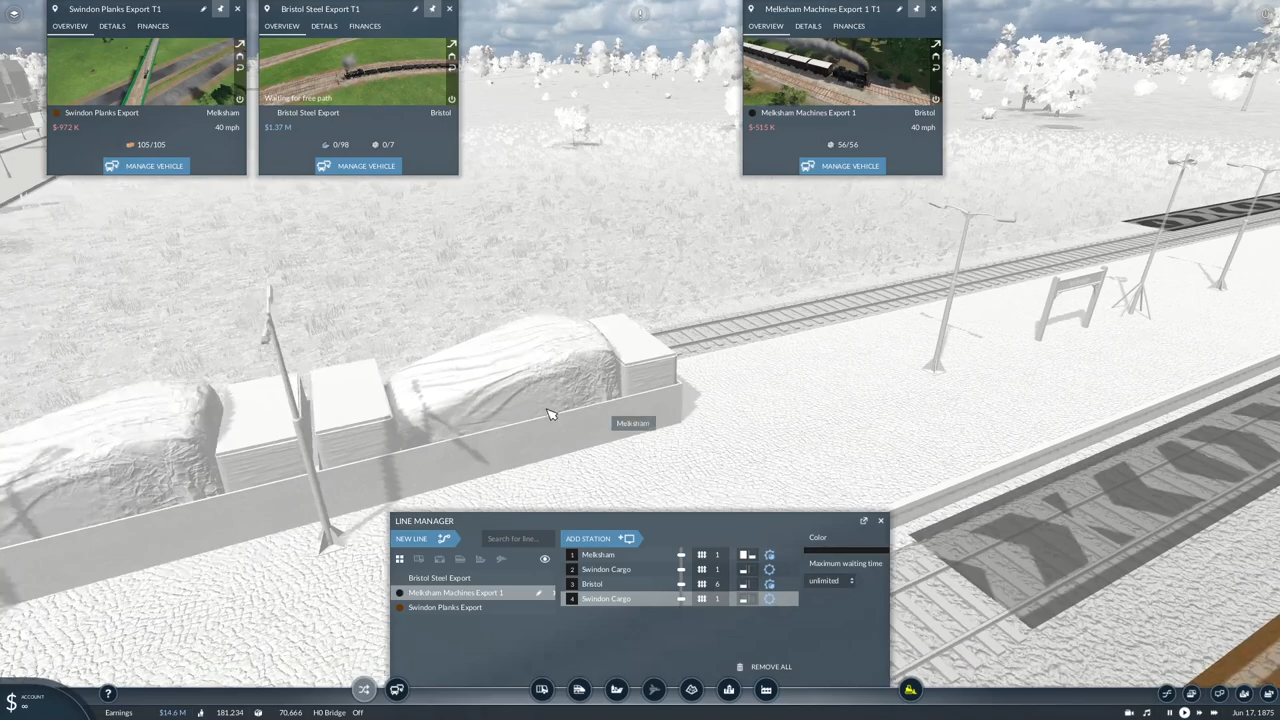 Swindon Planks Export T1
OVERVIEW DETAILS FINANCES
Swindon Planks Export Melksham
$-972 K 40 mph
105/105
MANAGE VEHICLE
Bristol Steel Export T1
OVERVIEW DETAILS FINANCES
Waiting for free path
Bristol Steel Export Bristol
$1.37 M
0/98 0/7
MANAGE VEHICLE
Melksham Machines Export 1 T1
OVERVIEW DETAILS FINANCES
Melksham Machines Export 1 Bristol
$-515 K 40 mph
56/56
MANAGE VEHICLE
Melksham
LINE MANAGER
NEW LINE Search for line... ADD STATION Color
1 Melksham 1
2 Swindon Cargo 1
3 Bristol 6
4 Swindon Cargo 1
Maximum waiting time
unlimited
Bristol Steel Export
Melksham Machines Export 1
Swindon Planks Export
REMOVE ALL
$ ACCOUNT ∞
?
Earnings $14.6 M 181,234 70,666 H0 Bridge Off Jun 17, 1875